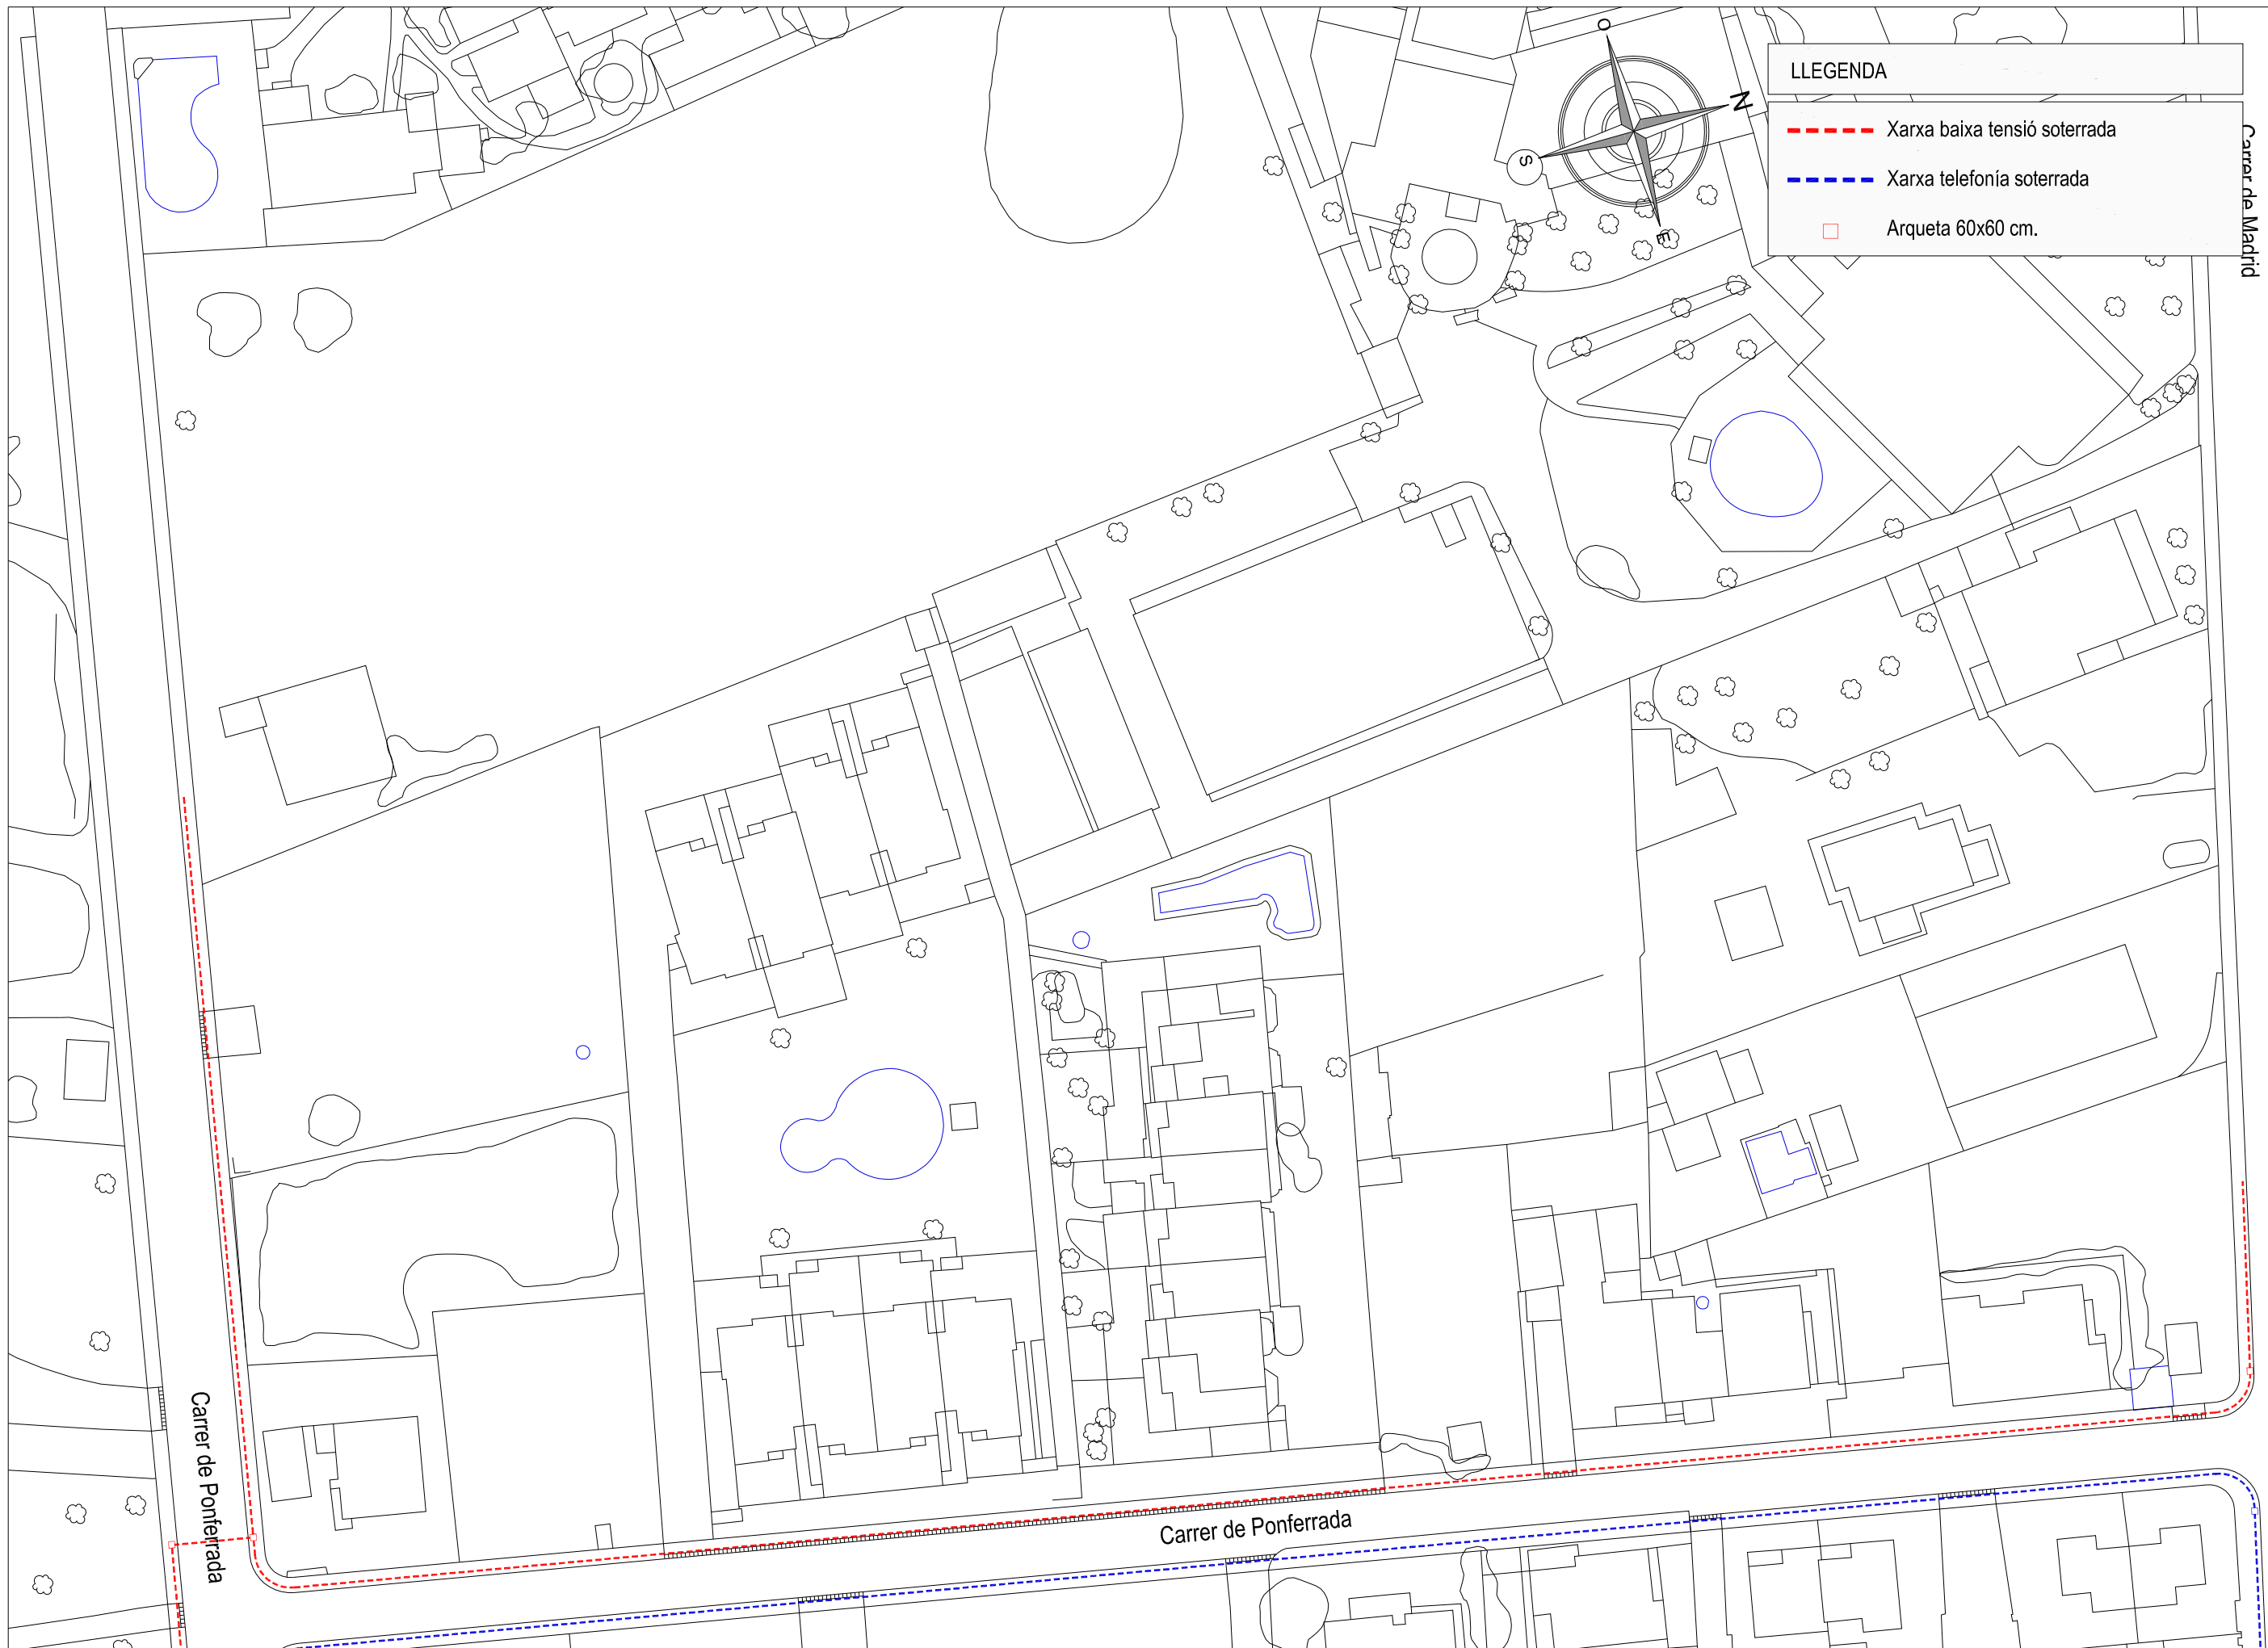 O
N
S
E
LLEGENDA
Xarxa baixa tensió soterrada
Xarxa telefonía soterrada
Arqueta 60x60 cm.
Carrer de Madrid
Carrer de Ponferrada
Carrer de Ponferrada